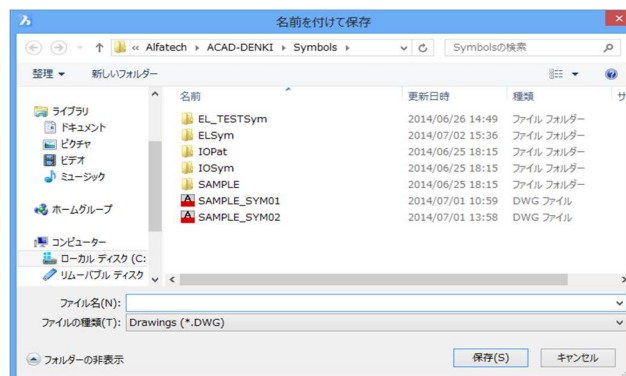 名前を付けて保存
« Alfatech ▸ ACAD-DENKI ▸ Symbols ▸
Symbolsの検索
整理 ▼ 新しいフォルダー
名前 更新日時 種類 サ
ライブラリ
ドキュメント
ピクチャ
ビデオ
ミュージック
ホームグループ
コンピューター
ローカル ディスク (C:
リムーバブル ディスク
EL_TESTSym 2014/06/26 14:49 ファイル フォルダー
ELSym 2014/07/02 15:36 ファイル フォルダー
IOPat 2014/06/25 18:15 ファイル フォルダー
IOSym 2014/06/25 18:15 ファイル フォルダー
SAMPLE 2014/06/25 18:15 ファイル フォルダー
SAMPLE_SYM01 2014/07/01 10:59 DWG ファイル
SAMPLE_SYM02 2014/07/01 13:58 DWG ファイル
ファイル名(N):
ファイルの種類(T): Drawings (*.DWG)
フォルダーの非表示
保存(S) キャンセル